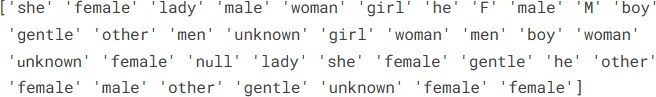 ['she' 'female' 'lady' 'male' 'woman' 'girl' 'he' 'F' 'male' 'M' 'boy'
'gentle' 'other' 'men' 'unknown' 'girl' 'woman' 'men' 'boy' 'woman'
'unknown' 'female' 'null' 'lady' 'she' 'female' 'gentle' 'he' 'other'
'female' 'male' 'other' 'gentle' 'unknown' 'female' 'female']